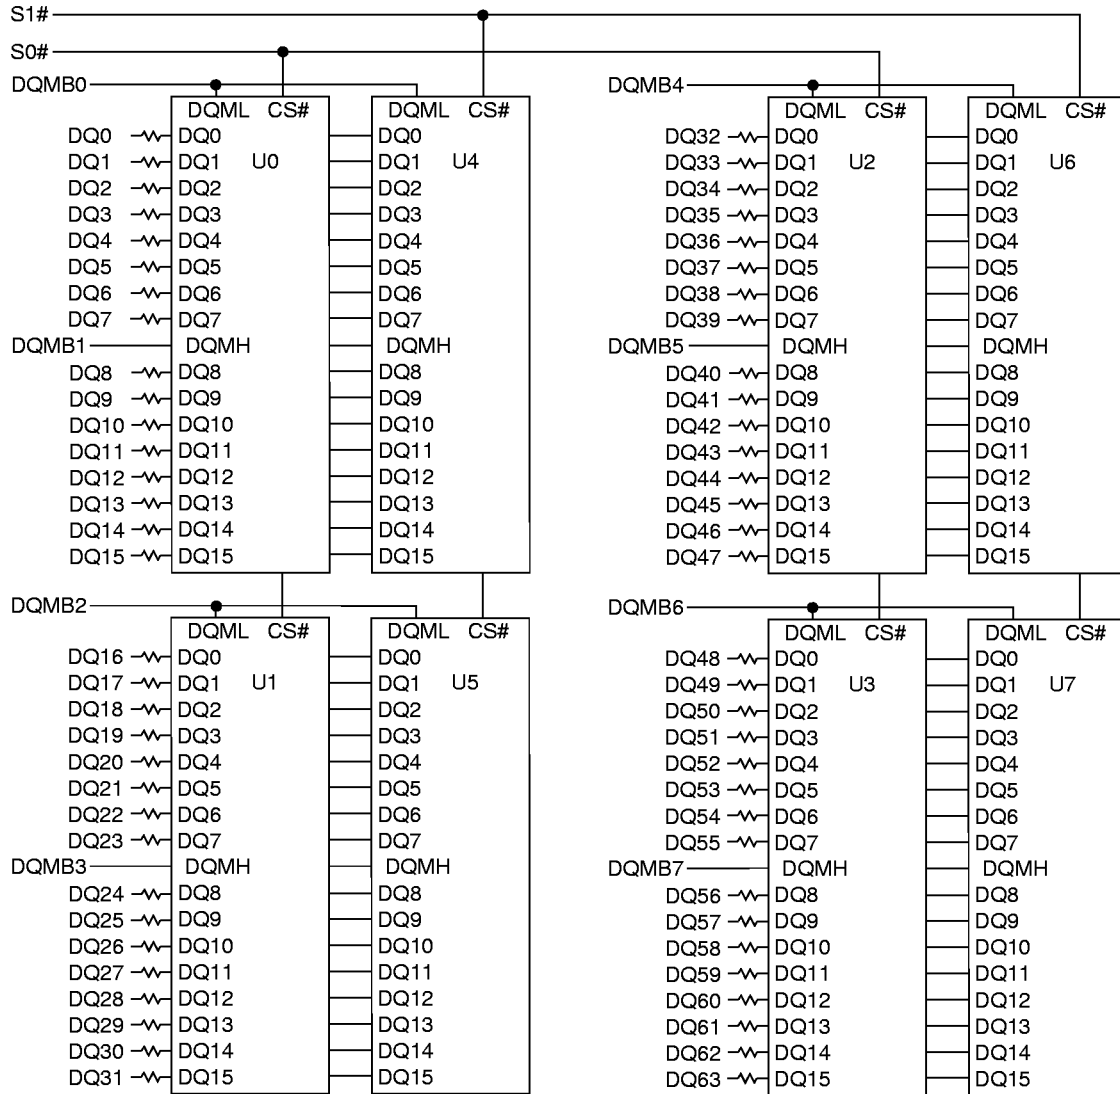 S1#
S0#
DQMB0 DQMB4
DQML CS# DQML CS# DQML CS# DQML CS#
DQ0 DQ0 DQ0 DQ32 DQ0 DQ0
DQ1 DQ1 U0 DQ1 U4 DQ33 DQ1 U2 DQ1 U6
DQ2 DQ2 DQ2 DQ34 DQ2 DQ2
DQ3 DQ3 DQ3 DQ35 DQ3 DQ3
DQ4 DQ4 DQ4 DQ36 DQ4 DQ4
DQ5 DQ5 DQ5 DQ37 DQ5 DQ5
DQ6 DQ6 DQ6 DQ38 DQ6 DQ6
DQ7 DQ7 DQ7 DQ39 DQ7 DQ7
DQMB1 DQMH DQMH DQMB5 DQMH DQMH
DQ8 DQ8 DQ8 DQ40 DQ8 DQ8
DQ9 DQ9 DQ9 DQ41 DQ9 DQ9
DQ10 DQ10 DQ10 DQ42 DQ10 DQ10
DQ11 DQ11 DQ11 DQ43 DQ11 DQ11
DQ12 DQ12 DQ12 DQ44 DQ12 DQ12
DQ13 DQ13 DQ13 DQ45 DQ13 DQ13
DQ14 DQ14 DQ14 DQ46 DQ14 DQ14
DQ15 DQ15 DQ15 DQ47 DQ15 DQ15
DQMB2 DQMB6
DQML CS# DQML CS# DQML CS# DQML CS#
DQ16 DQ0 DQ0 DQ48 DQ0 DQ0
DQ17 DQ1 U1 DQ1 U5 DQ49 DQ1 U3 DQ1 U7
DQ18 DQ2 DQ2 DQ50 DQ2 DQ2
DQ19 DQ3 DQ3 DQ51 DQ3 DQ3
DQ20 DQ4 DQ4 DQ52 DQ4 DQ4
DQ21 DQ5 DQ5 DQ53 DQ5 DQ5
DQ22 DQ6 DQ6 DQ54 DQ6 DQ6
DQ23 DQ7 DQ7 DQ55 DQ7 DQ7
DQMB3 DQMH DQMH DQMB7 DQMH DQMH
DQ24 DQ8 DQ8 DQ56 DQ8 DQ8
DQ25 DQ9 DQ9 DQ57 DQ9 DQ9
DQ26 DQ10 DQ10 DQ58 DQ10 DQ10
DQ27 DQ11 DQ11 DQ59 DQ11 DQ11
DQ28 DQ12 DQ12 DQ60 DQ12 DQ12
DQ29 DQ13 DQ13 DQ61 DQ13 DQ13
DQ30 DQ14 DQ14 DQ62 DQ14 DQ14
DQ31 DQ15 DQ15 DQ63 DQ15 DQ15